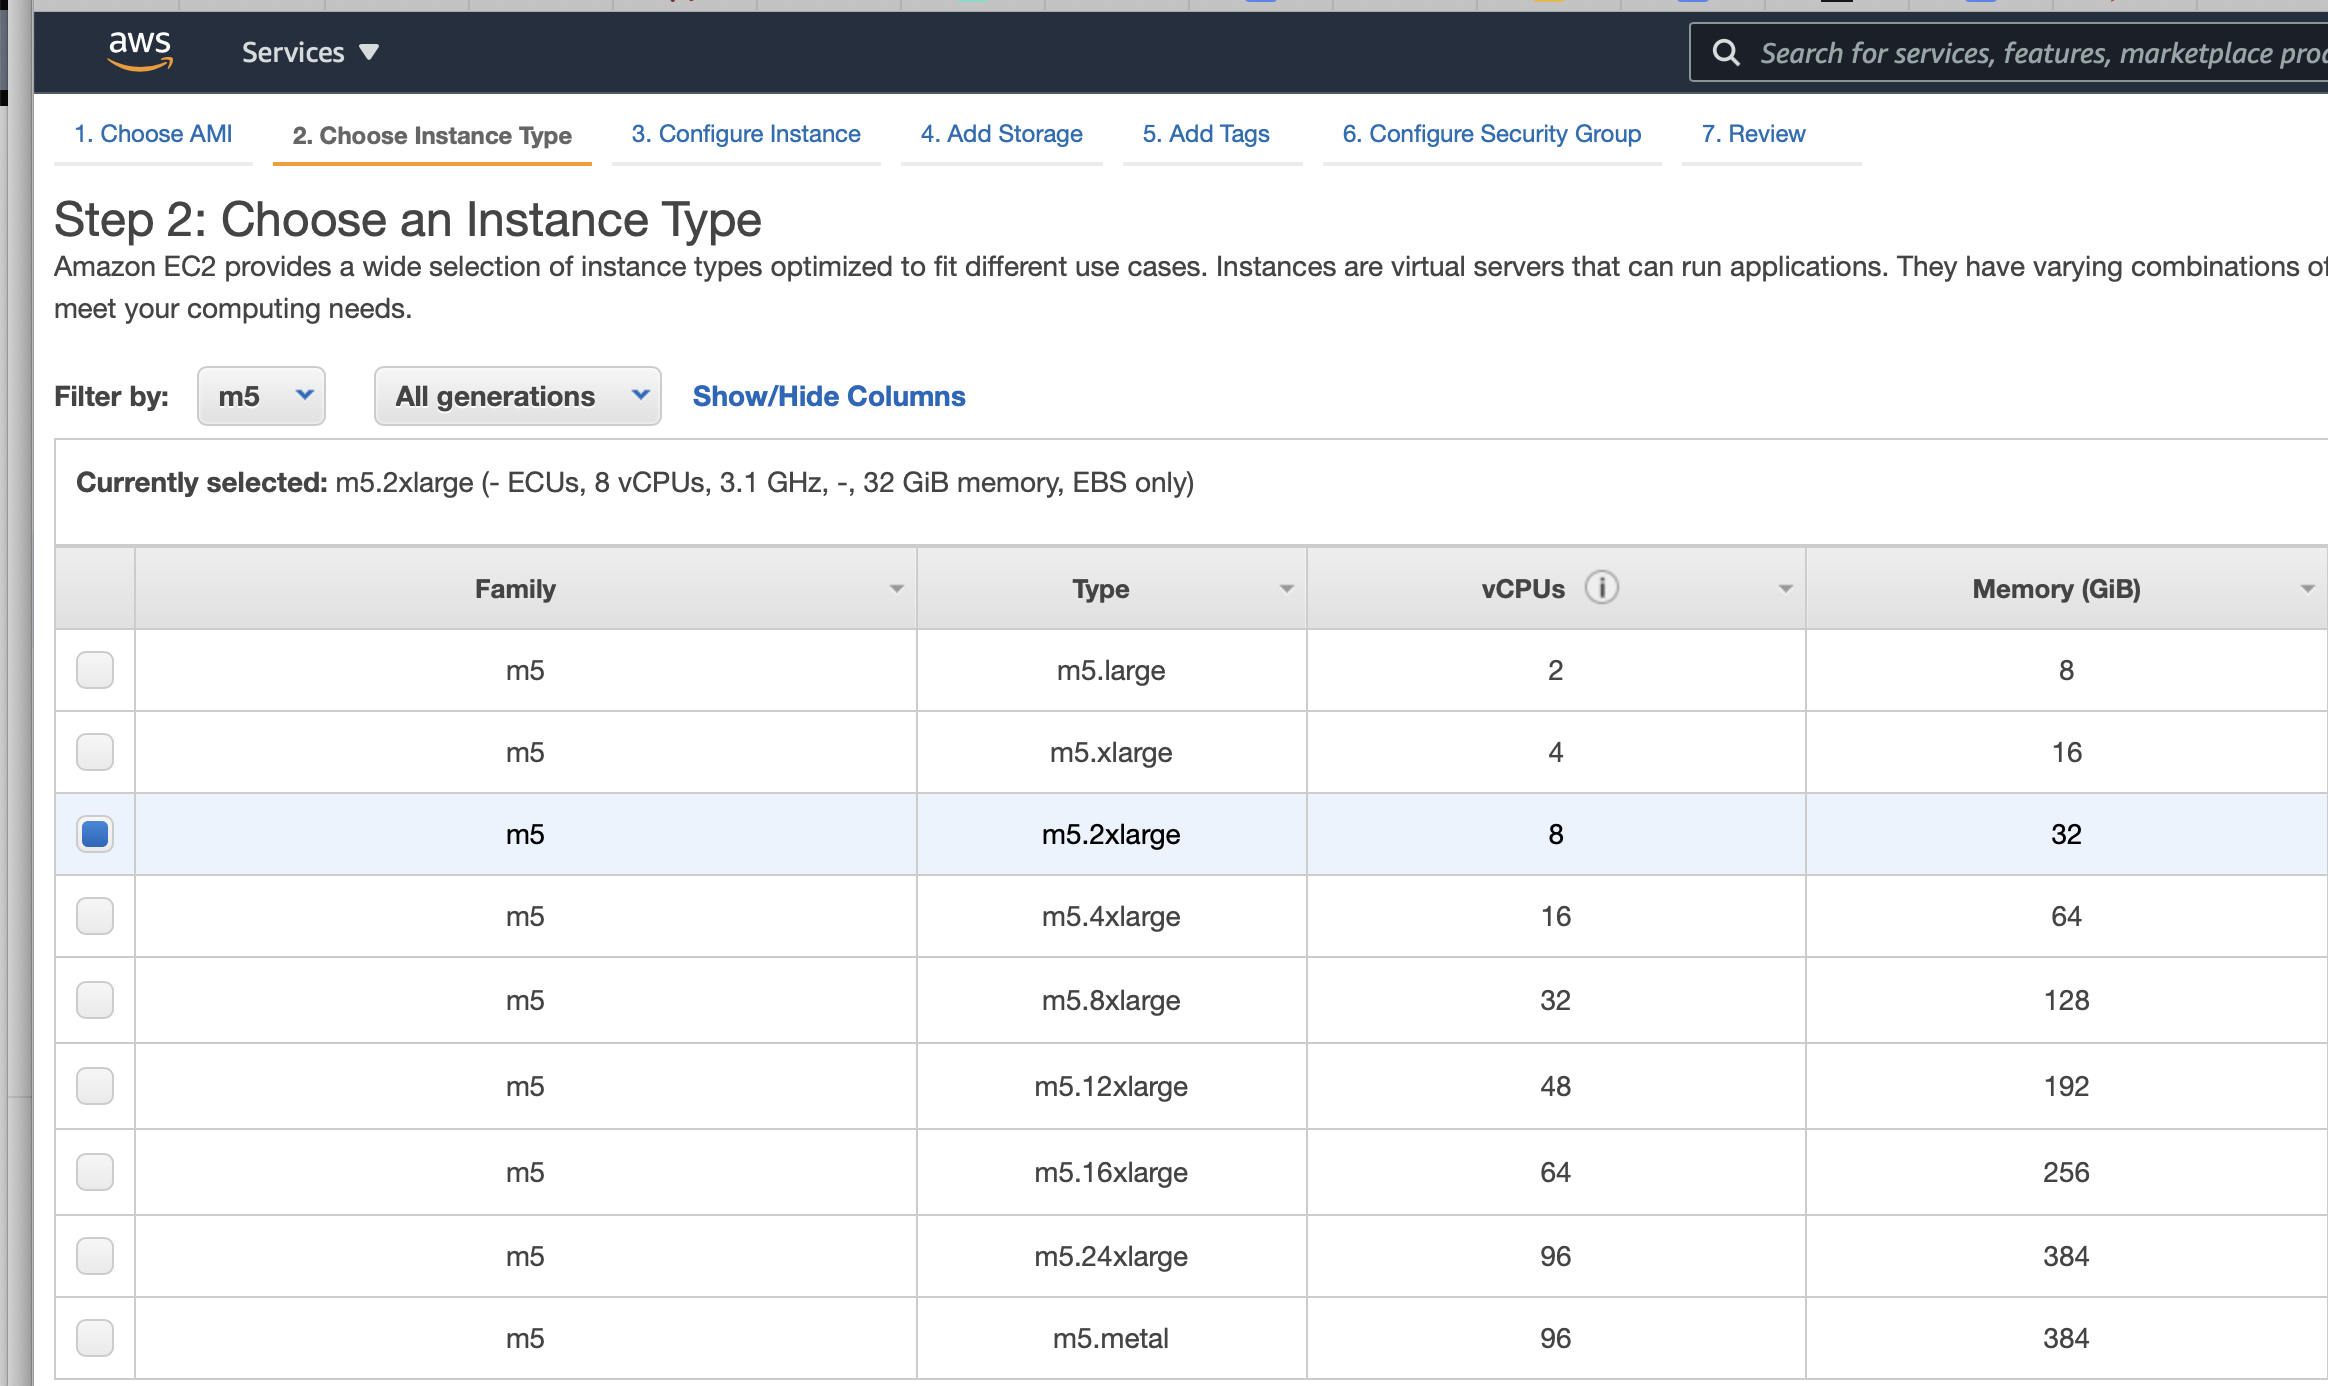 aws
Services
Search for services, features, marketplace
1. Choose AMI 2. Choose Instance Type 3. Configure Instance 4. Add Storage 5. Add Tags 6. Configure Security Group 7. Review
Step 2: Choose an Instance Type
Amazon EC2 provides a wide selection of instance types optimized to fit different use cases. Instances are virtual servers that can run applications. They have varying combinations
meet your computing needs.
Filter by: m5 All generations Show/Hide Columns
Currently selected: m5.2xlarge (- ECUs, 8 vCPUs, 3.1 GHz, -, 32 GiB memory, EBS only)
Family Type vCPUs i Memory (GiB)
m5 m5.large 2 8
m5 m5.xlarge 4 16
m5 m5.2xlarge 8 32
m5 m5.4xlarge 16 64
m5 m5.8xlarge 32 128
m5 m5.12xlarge 48 192
m5 m5.16xlarge 64 256
m5 m5.24xlarge 96 384
m5 m5.metal 96 384